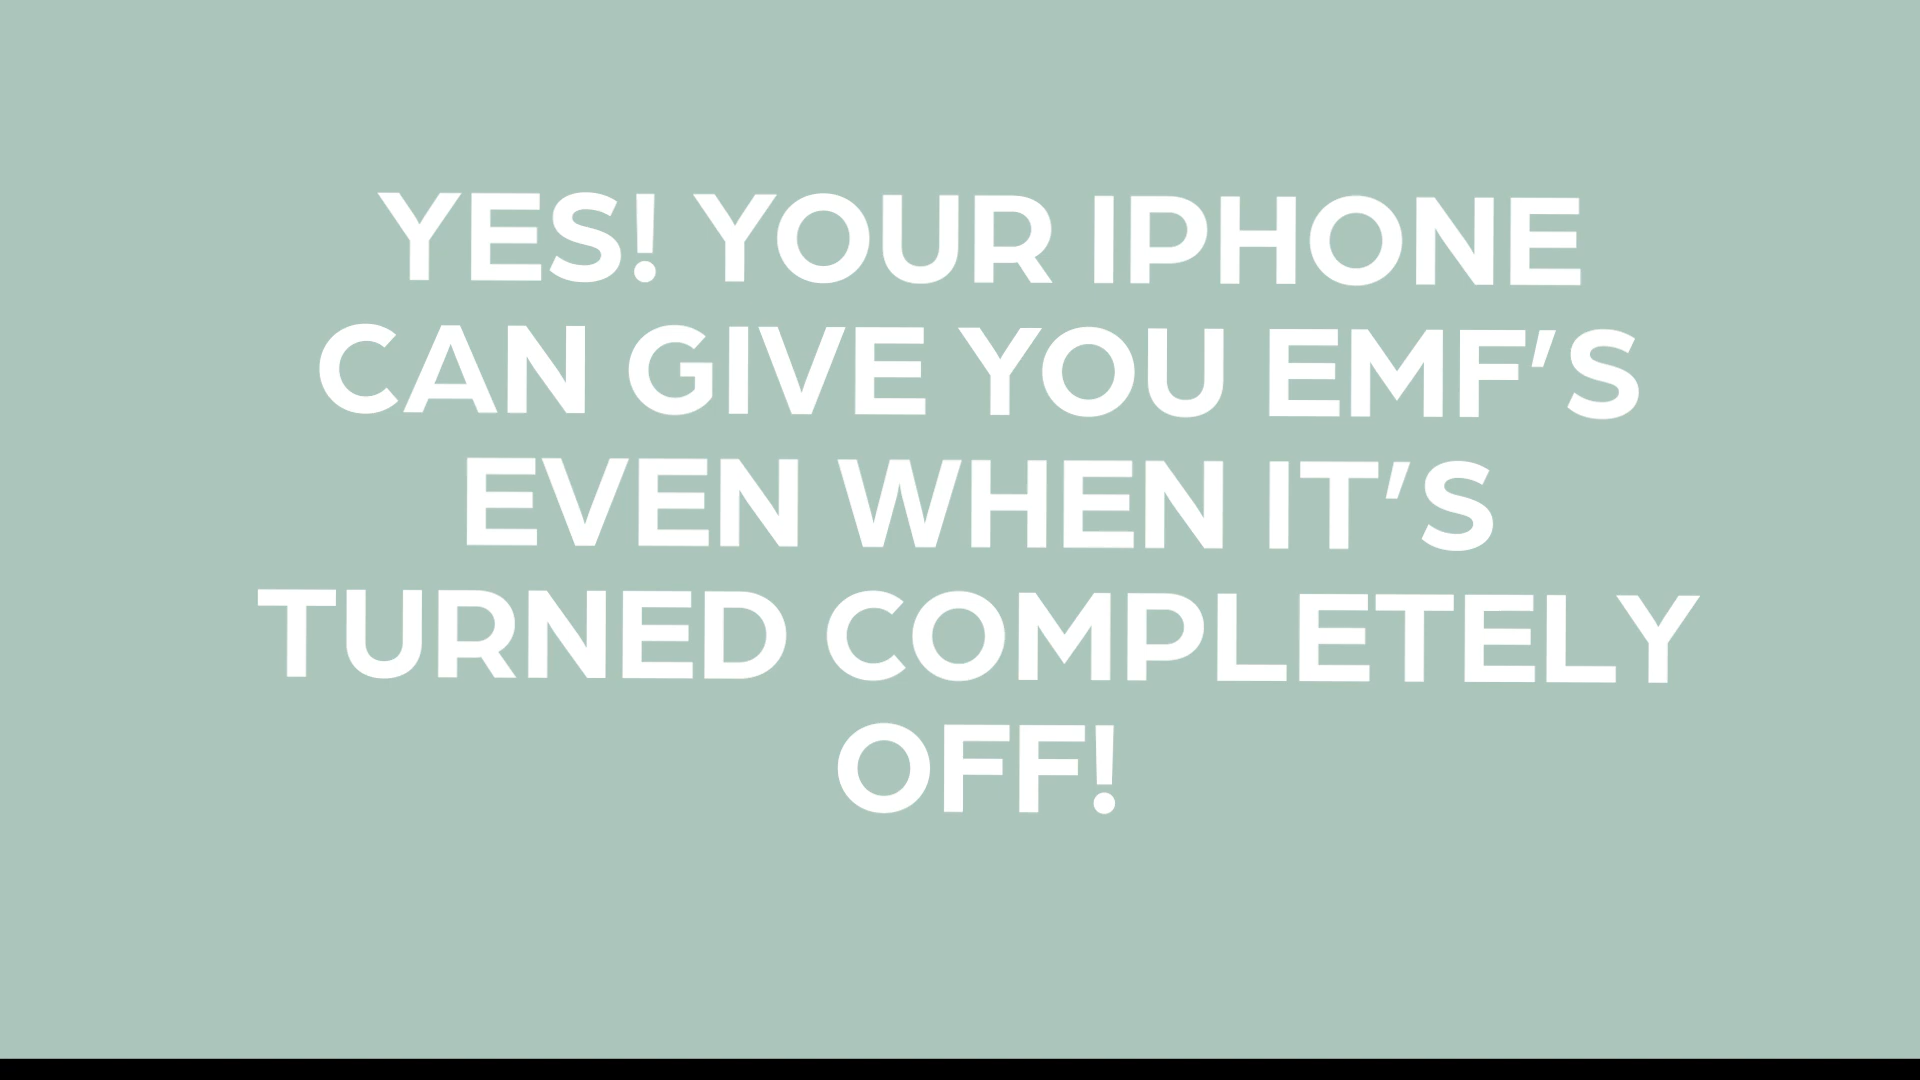 YES! YOUR IPHONE
CAN GIVE YOU EMF'S
EVEN WHEN IT'S
TURNED COMPLETELY
OFF!